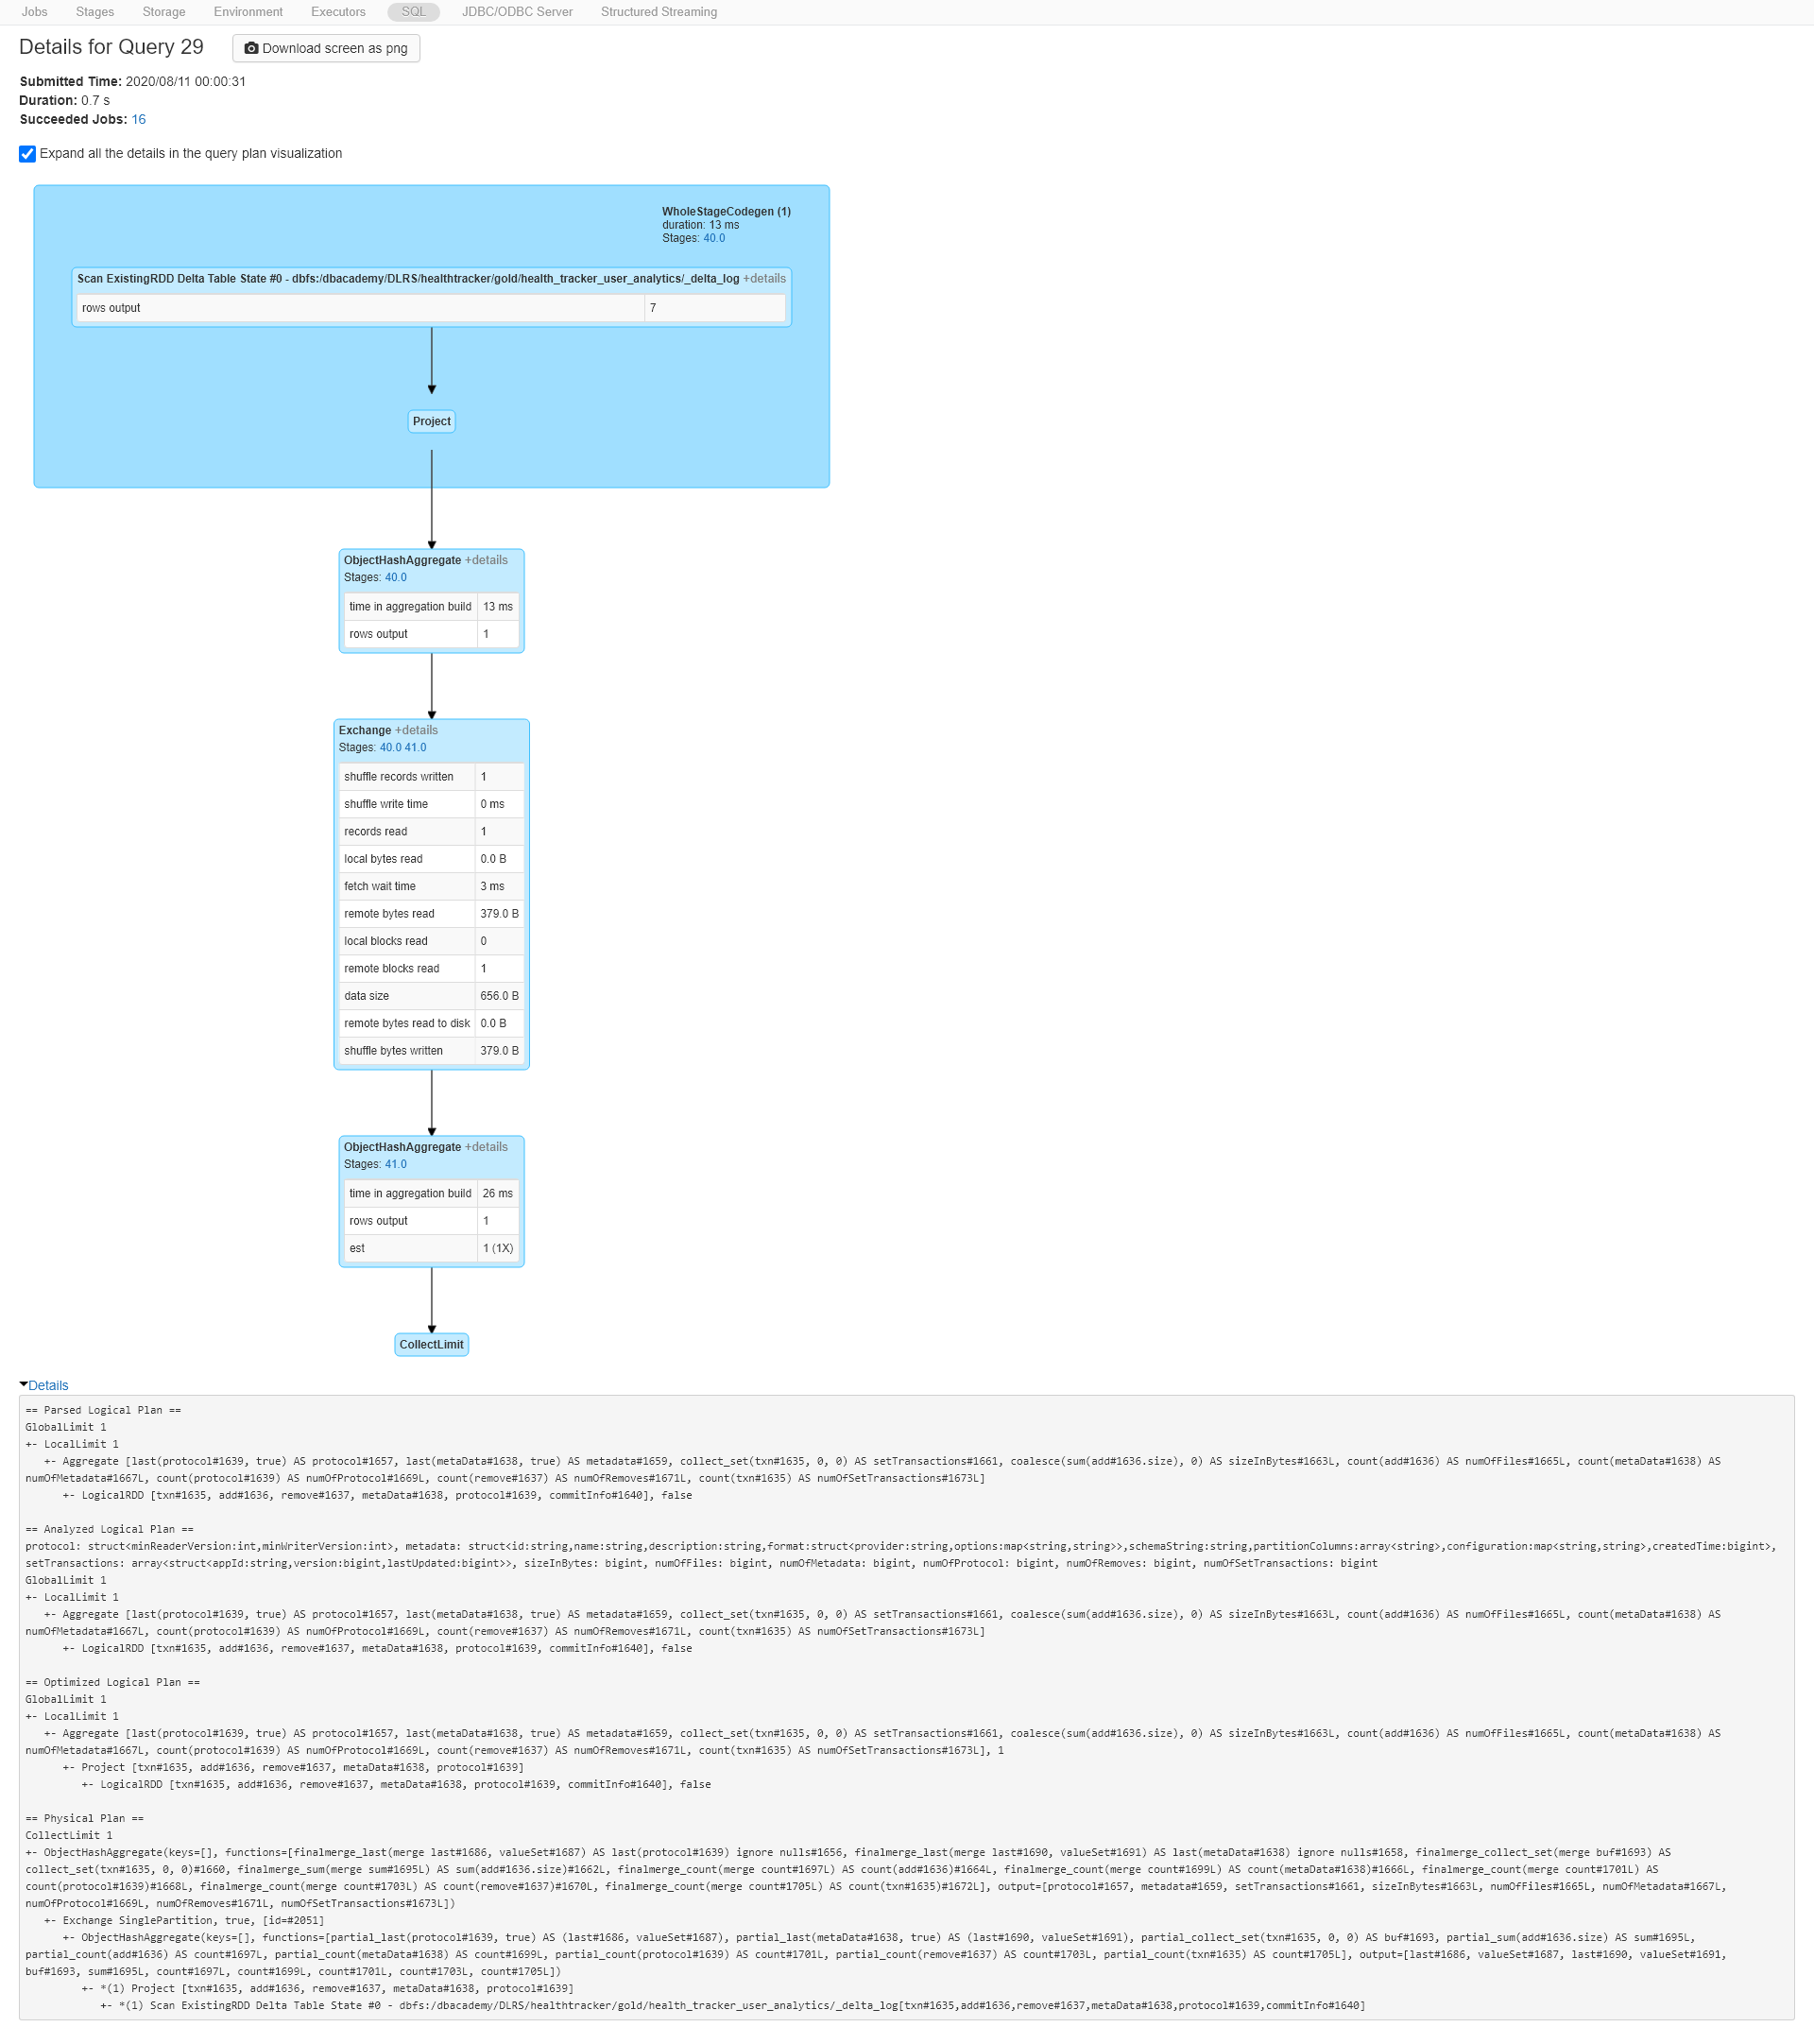 Jobs Stages Storage Environment Executors SQL JDBC/ODBC Server Structured Streaming
Details for Query 29 Download screen as png
Submitted Time: 2020/08/11 00:00:31
Duration: 0.7 s
Succeeded Jobs: 16
Expand all the details in the query plan visualization
WholeStageCodegen (1)
duration: 13 ms
Stages: 40.0
Scan ExistingRDD Delta Table State #0 - dbfs:/dbacademy/DLRS/healthtracker/gold/health_tracker_user_analytics/_delta_log +details
rows output 7
Project
ObjectHashAggregate +details
Stages: 40.0
time in aggregation build 13 ms
rows output 1
Exchange +details
Stages: 40.0 41.0
shuffle records written 1
shuffle write time 0 ms
records read 1
local bytes read 0.0 B
fetch wait time 3 ms
remote bytes read 379.0 B
local blocks read 0
remote blocks read 1
data size 656.0 B
remote bytes read to disk 0.0 B
shuffle bytes written 379.0 B
ObjectHashAggregate +details
Stages: 41.0
time in aggregation build 26 ms
rows output 1
est 1 (1X)
CollectLimit
Details
== Parsed Logical Plan ==
GlobalLimit 1
+- LocalLimit 1
+- Aggregate [last(protocol#1639, true) AS protocol#1657, last(metaData#1638, true) AS metadata#1659, collect_set(txn#1635, 0, 0) AS setTransactions#1661, coalesce(sum(add#1636.size), 0) AS sizeInBytes#1663L, count(add#1636) AS numOfFiles#1665L, count(metaData#1638) AS
numOfMetadata#1667L, count(protocol#1639) AS numOfProtocol#1669L, count(remove#1637) AS numOfRemoves#1671L, count(txn#1635) AS numOfSetTransactions#1673L]
+- LogicalRDD [txn#1635, add#1636, remove#1637, metaData#1638, protocol#1639, commitInfo#1640], false
== Analyzed Logical Plan ==
protocol: struct<minReaderVersion:int,minWriterVersion:int>, metadata: struct<id:string,name:string,description:string,format:struct<provider:string,options:map<string,string>>,schemaString:string,partitionColumns:array<string>,configuration:map<string,string>,createdTime:bigint>,
setTransactions: array<struct<appId:string,version:bigint,lastUpdated:bigint>>, sizeInBytes: bigint, numOfFiles: bigint, numOfMetadata: bigint, numOfProtocol: bigint, numOfRemoves: bigint, numOfSetTransactions: bigint
GlobalLimit 1
+- LocalLimit 1
+- Aggregate [last(protocol#1639, true) AS protocol#1657, last(metaData#1638, true) AS metadata#1659, collect_set(txn#1635, 0, 0) AS setTransactions#1661, coalesce(sum(add#1636.size), 0) AS sizeInBytes#1663L, count(add#1636) AS numOfFiles#1665L, count(metaData#1638) AS
numOfMetadata#1667L, count(protocol#1639) AS numOfProtocol#1669L, count(remove#1637) AS numOfRemoves#1671L, count(txn#1635) AS numOfSetTransactions#1673L]
+- LogicalRDD [txn#1635, add#1636, remove#1637, metaData#1638, protocol#1639, commitInfo#1640], false
== Optimized Logical Plan ==
GlobalLimit 1
+- LocalLimit 1
+- Aggregate [last(protocol#1639, true) AS protocol#1657, last(metaData#1638, true) AS metadata#1659, collect_set(txn#1635, 0, 0) AS setTransactions#1661, coalesce(sum(add#1636.size), 0) AS sizeInBytes#1663L, count(add#1636) AS numOfFiles#1665L, count(metaData#1638) AS
numOfMetadata#1667L, count(protocol#1639) AS numOfProtocol#1669L, count(remove#1637) AS numOfRemoves#1671L, count(txn#1635) AS numOfSetTransactions#1673L], 1
+- Project [txn#1635, add#1636, remove#1637, metaData#1638, protocol#1639]
+- LogicalRDD [txn#1635, add#1636, remove#1637, metaData#1638, protocol#1639, commitInfo#1640], false
== Physical Plan ==
CollectLimit 1
+- ObjectHashAggregate(keys=[], functions=[finalmerge_last(merge last#1686, valueSet#1687) AS last(protocol#1639) ignore nulls#1656, finalmerge_last(merge last#1690, valueSet#1691) AS last(metaData#1638) ignore nulls#1658, finalmerge_collect_set(merge buf#1693) AS
collect_set(txn#1635, 0, 0)#1660, finalmerge_sum(merge sum#1695L) AS sum(add#1636.size)#1662L, finalmerge_count(merge count#1697L) AS count(add#1636)#1664L, finalmerge_count(merge count#1699L) AS count(metaData#1638)#1666L, finalmerge_count(merge count#1701L) AS
count(protocol#1639)#1668L, finalmerge_count(merge count#1703L) AS count(remove#1637)#1670L, finalmerge_count(merge count#1705L) AS count(txn#1635)#1672L], output=[protocol#1657, metadata#1659, setTransactions#1661, sizeInBytes#1663L, numOfFiles#1665L, numOfMetadata#1667L,
numOfProtocol#1669L, numOfRemoves#1671L, numOfSetTransactions#1673L])
+- Exchange SinglePartition, true, [id=#2051]
+- ObjectHashAggregate(keys=[], functions=[partial_last(protocol#1639, true) AS (last#1686, valueSet#1687), partial_last(metaData#1638, true) AS (last#1690, valueSet#1691), partial_collect_set(txn#1635, 0, 0) AS buf#1693, partial_sum(add#1636.size) AS sum#1695L,
partial_count(add#1636) AS count#1697L, partial_count(metaData#1638) AS count#1699L, partial_count(protocol#1639) AS count#1701L, partial_count(remove#1637) AS count#1703L, partial_count(txn#1635) AS count#1705L], output=[last#1686, valueSet#1687, last#1690, valueSet#1691,
buf#1693, sum#1695L, count#1697L, count#1699L, count#1701L, count#1703L, count#1705L])
+- *(1) Project [txn#1635, add#1636, remove#1637, metaData#1638, protocol#1639]
+- *(1) Scan ExistingRDD Delta Table State #0 - dbfs:/dbacademy/DLRS/healthtracker/gold/health_tracker_user_analytics/_delta_log[txn#1635,add#1636,remove#1637,metaData#1638,protocol#1639,commitInfo#1640]